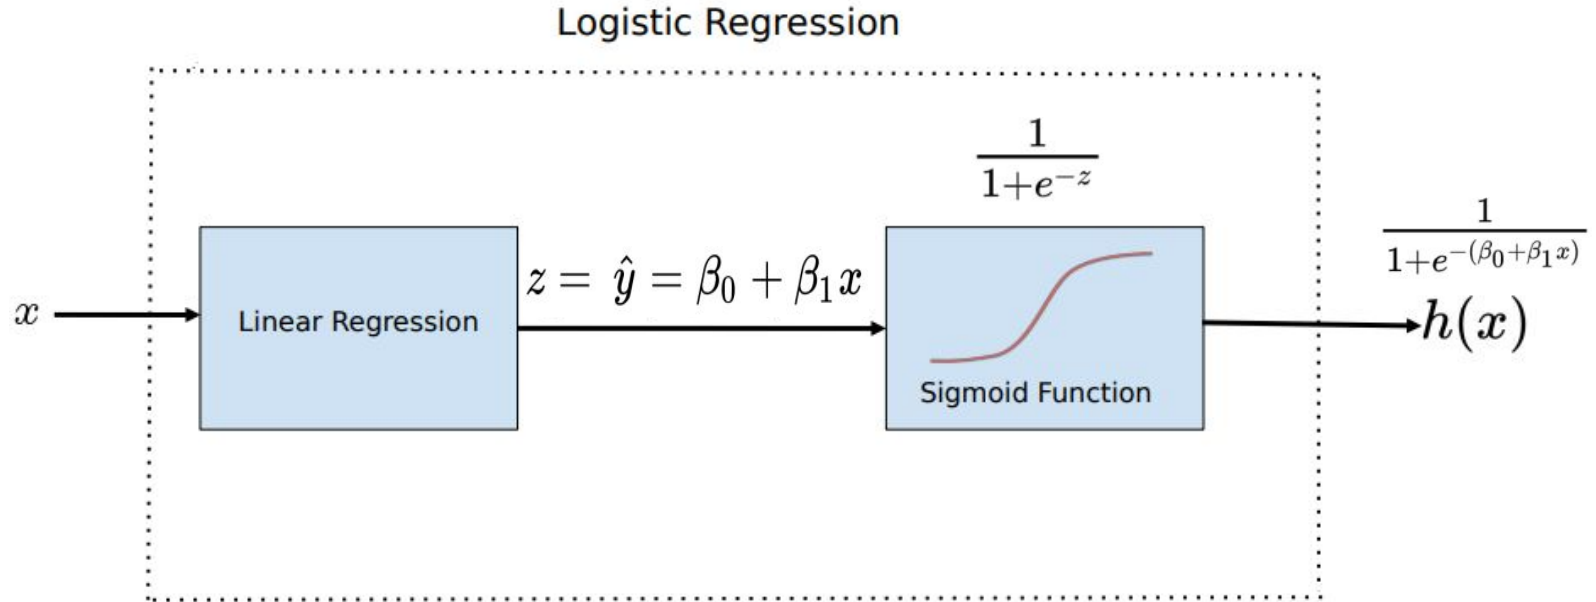 Logistic Regression
x
Linear Regression
z = ŷ = β₀ + β₁x
1
1+e^{-z}
Sigmoid Function
1
1+e^{-(β₀+β₁x)}
h(x)